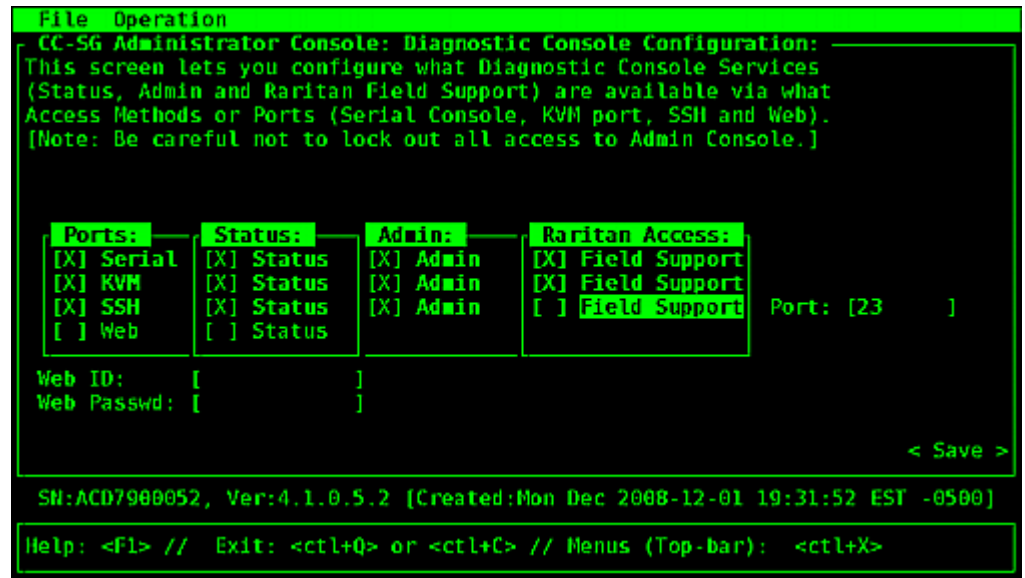 File Operation
CC-SG Administrator Console: Diagnostic Console Configuration:
This screen lets you configure what Diagnostic Console Services
(Status, Admin and Raritan Field Support) are available via what
Access Methods or Ports (Serial Console, KVM port, SSH and Web).
[Note: Be careful not to lock out all access to Admin Console.]
Ports: Status: Admin: Raritan Access:
[X] Serial [X] Status [X] Admin [X] Field Support
[X] KVM [X] Status [X] Admin [X] Field Support
[X] SSH [X] Status [X] Admin [ ] Field Support Port: [23 ]
[ ] Web [ ] Status
Web ID: [ ]
Web Passwd: [ ]
< Save >
SN:ACD7900052, Ver:4.1.0.5.2 [Created:Mon Dec 2008-12-01 19:31:52 EST -0500]
Help: <F1> // Exit: <ctl+Q> or <ctl+C> // Menus (Top-bar): <ctl+X>